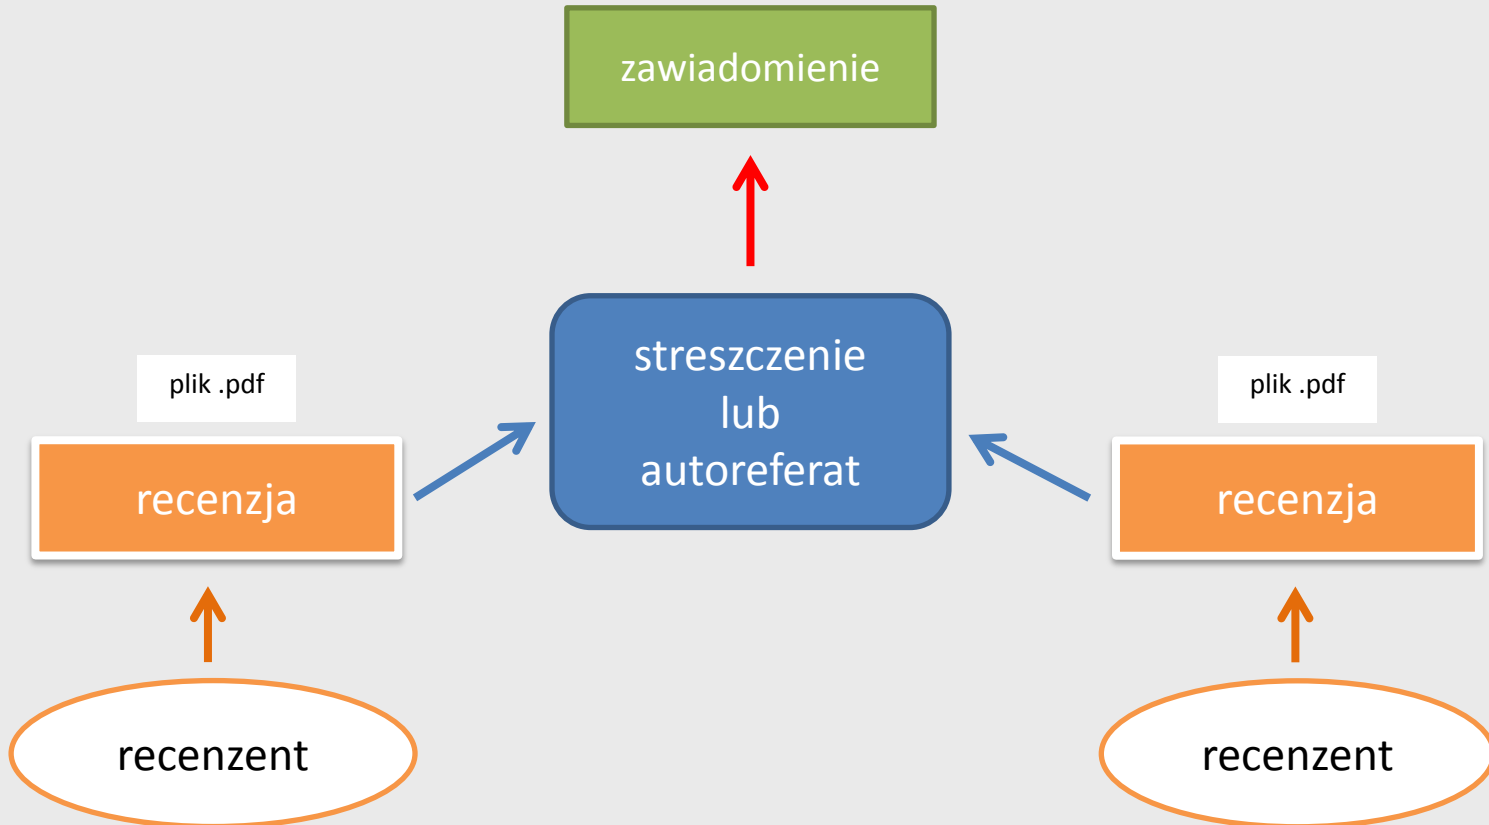 zawiadomienie
streszczenie
lub
autoreferat
plik .pdf
recenzja
recenzent
plik .pdf
recenzja
recenzent